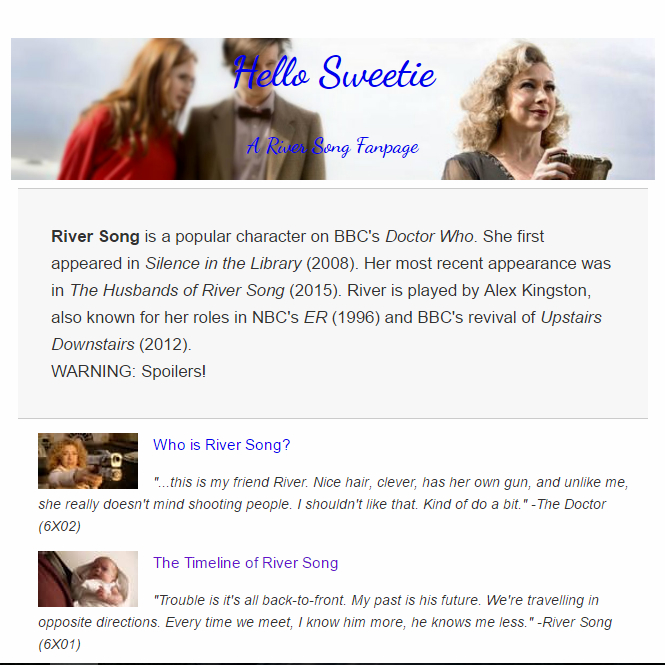 Hello Sweetie
A River Song Fanpage
River Song is a popular character on BBC's Doctor Who. She first
appeared in Silence in the Library (2008). Her most recent appearance was
in The Husbands of River Song (2015). River is played by Alex Kingston,
also known for her roles in NBC's ER (1996) and BBC's revival of Upstairs
Downstairs (2012).
WARNING: Spoilers!
Who is River Song?
"...this is my friend River. Nice hair, clever, has her own gun, and unlike me,
she really doesn't mind shooting people. I shouldn't like that. Kind of do a bit." -The Doctor
(6X02)
The Timeline of River Song
"Trouble is it's all back-to-front. My past is his future. We're travelling in
opposite directions. Every time we meet, I know him more, he knows me less." -River Song
(6X01)